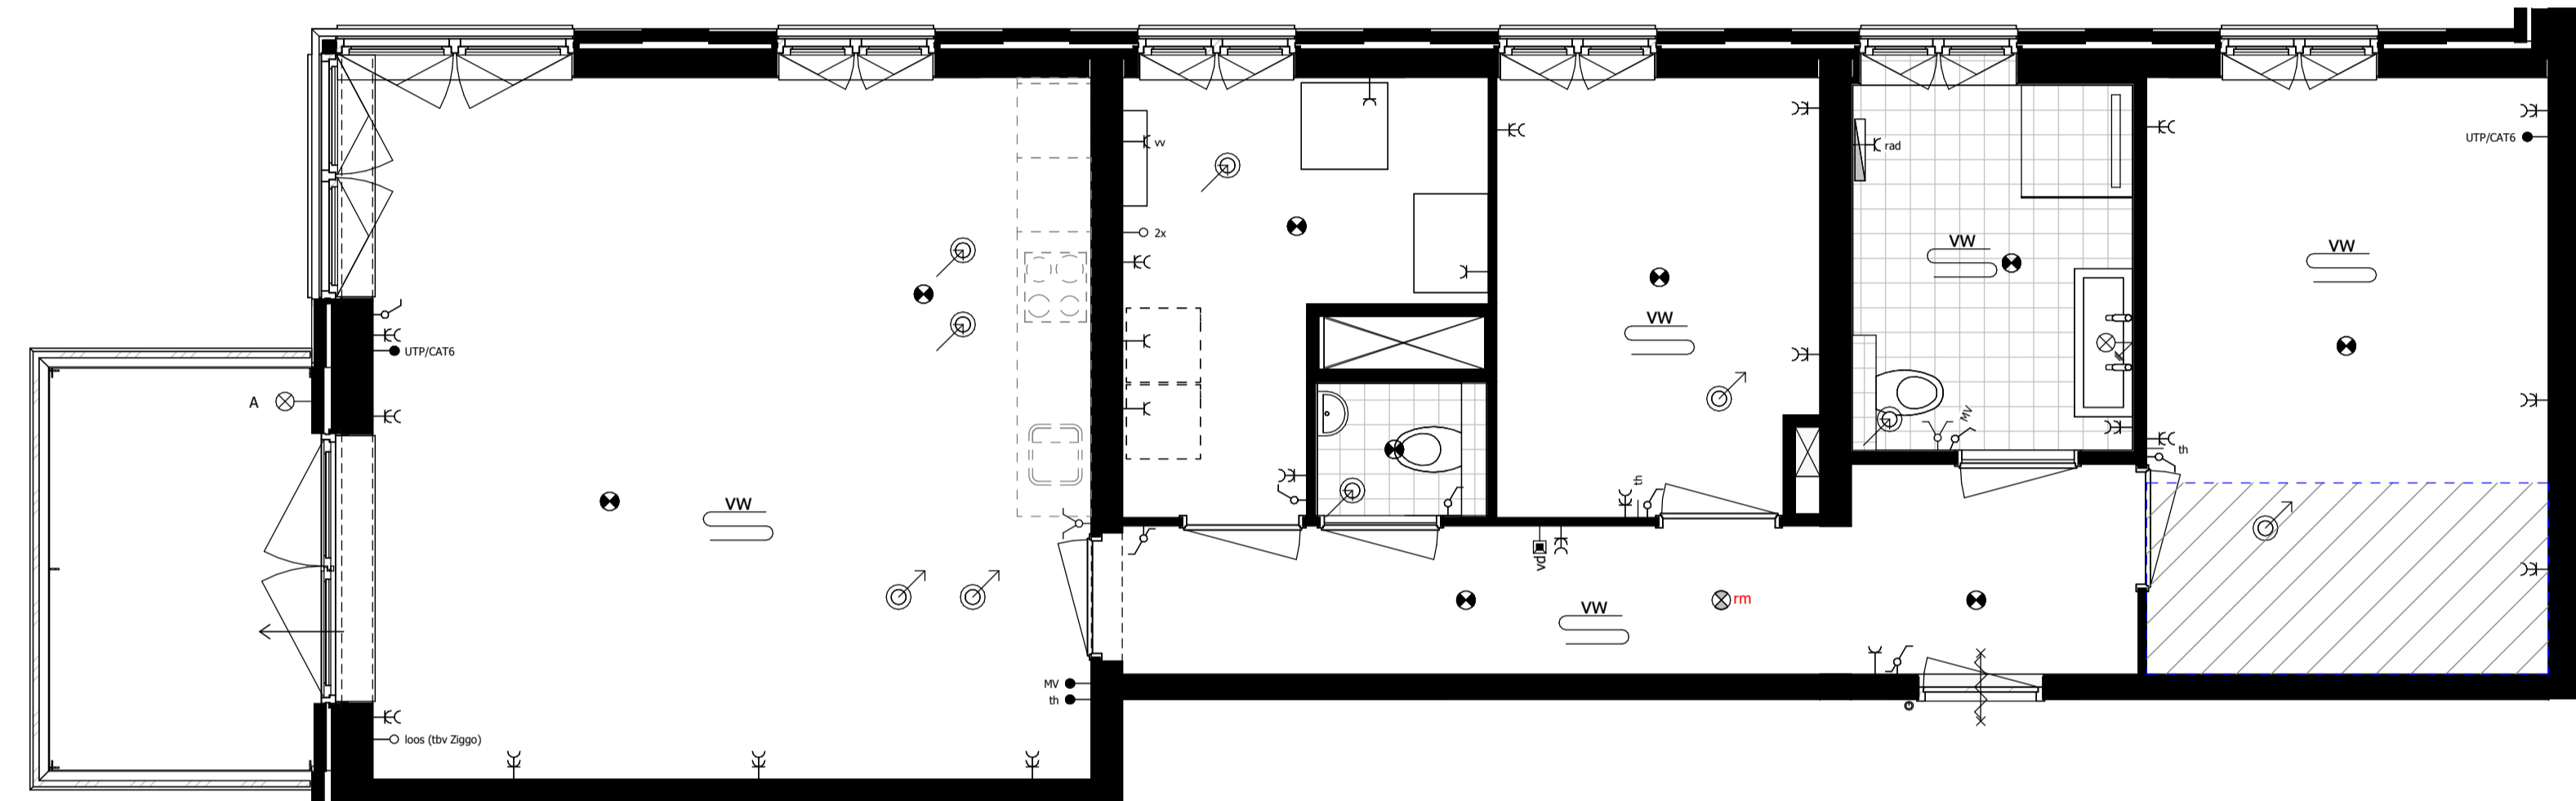 vv
UTP/CAT6
rad
2x
VW
VW
VW
UTP/CAT6
A
MV
th
th
VW
vd
rm
VW
MV
th
loos (tbv Ziggo)